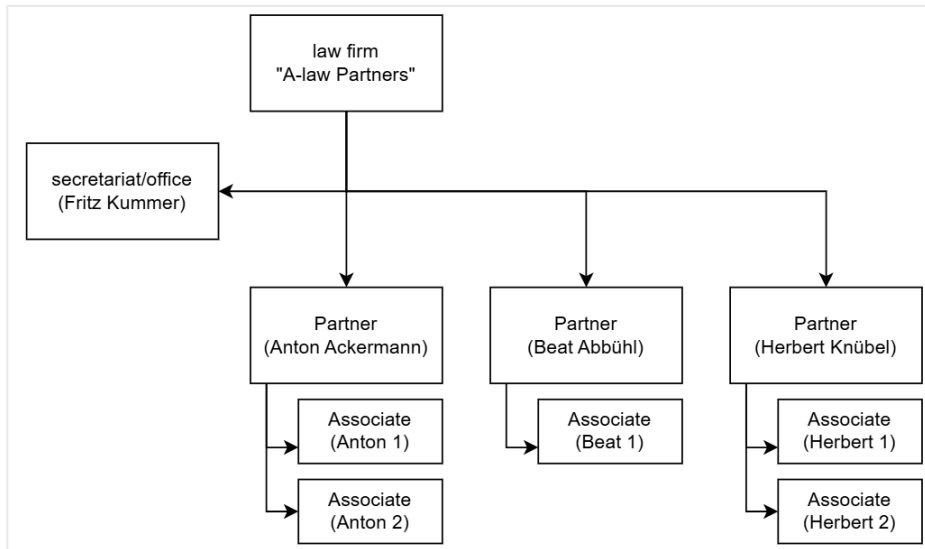 law firm
"A-law Partners"
secretariat/office
(Fritz Kummer)
Partner
(Anton Ackermann)
Partner
(Beat Abbühl)
Partner
(Herbert Knübel)
Associate
(Anton 1)
Associate
(Beat 1)
Associate
(Herbert 1)
Associate
(Anton 2)
Associate
(Herbert 2)